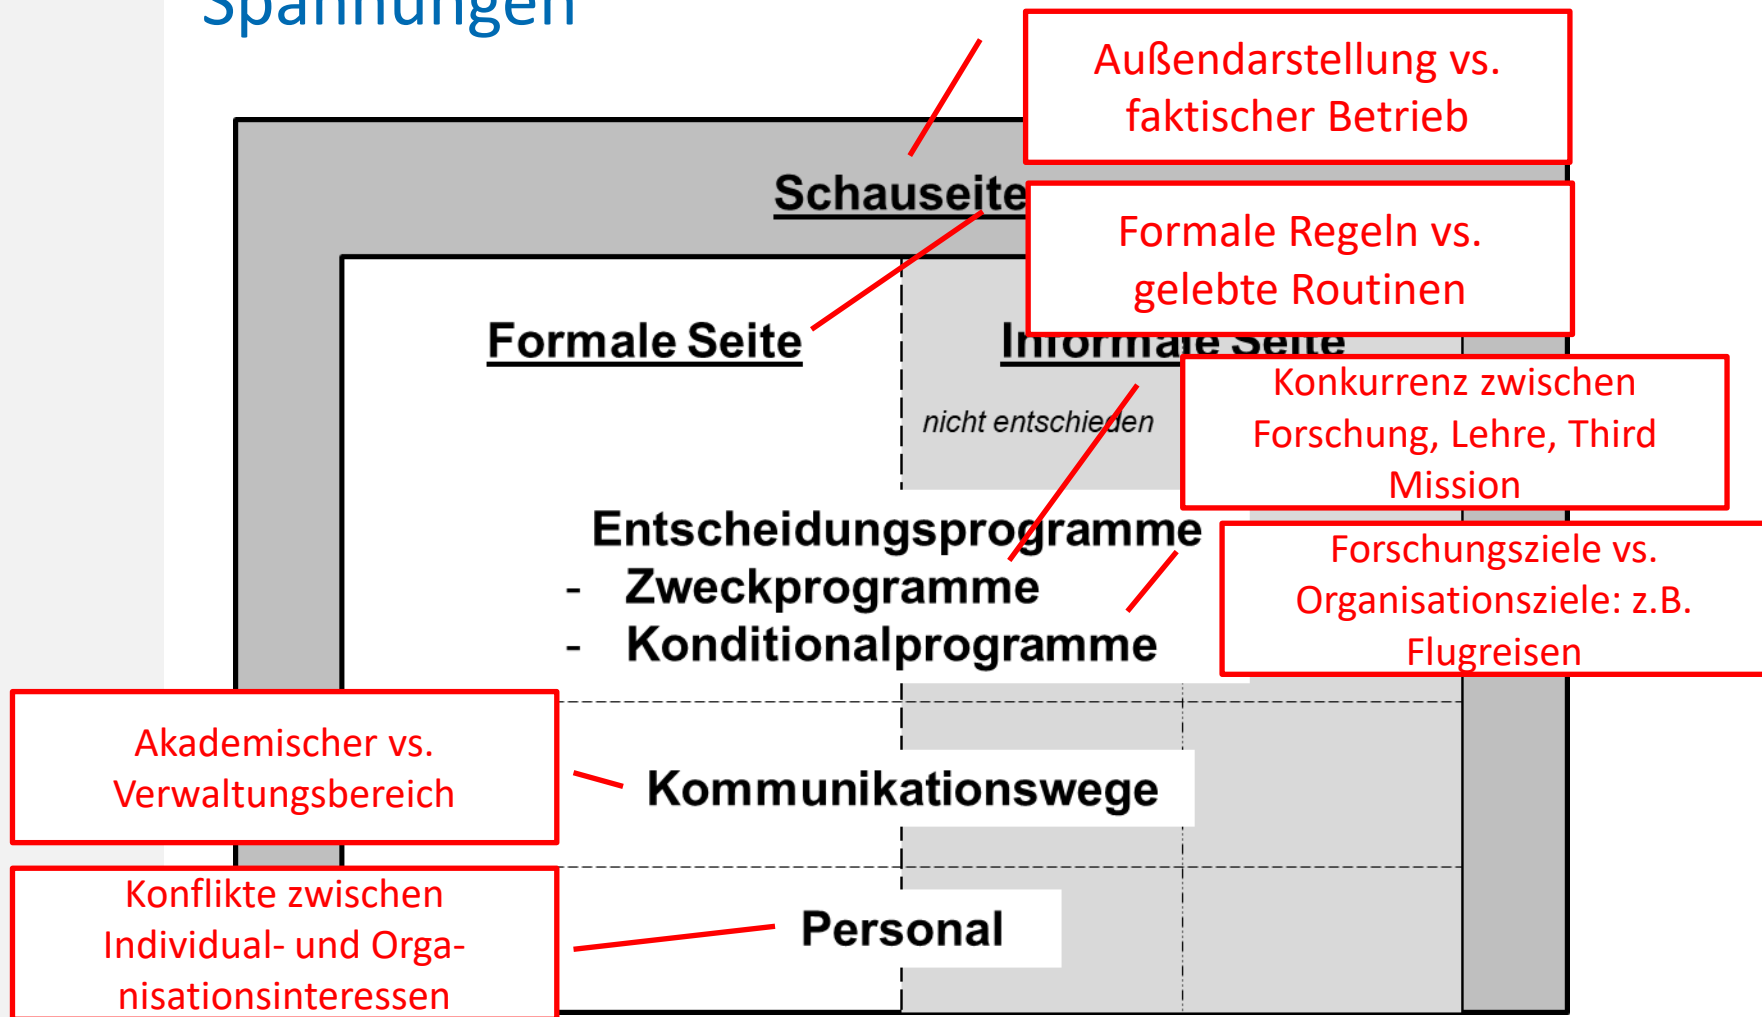 Spannungen
Außendarstellung vs.
faktischer Betrieb
Schauseite
Formale Regeln vs.
gelebte Routinen
Formale Seite
Informale Seite
nicht entschieden
Konkurrenz zwischen
Forschung, Lehre, Third
Mission
Entscheidungsprogramme
- Zweckprogramme
- Konditionalprogramme
Forschungsziele vs.
Organisationsziele: z.B.
Flugreisen
Akademischer vs.
Verwaltungsbereich
Kommunikationswege
Konflikte zwischen
Individual- und Orga-
nisationsinteressen
Personal